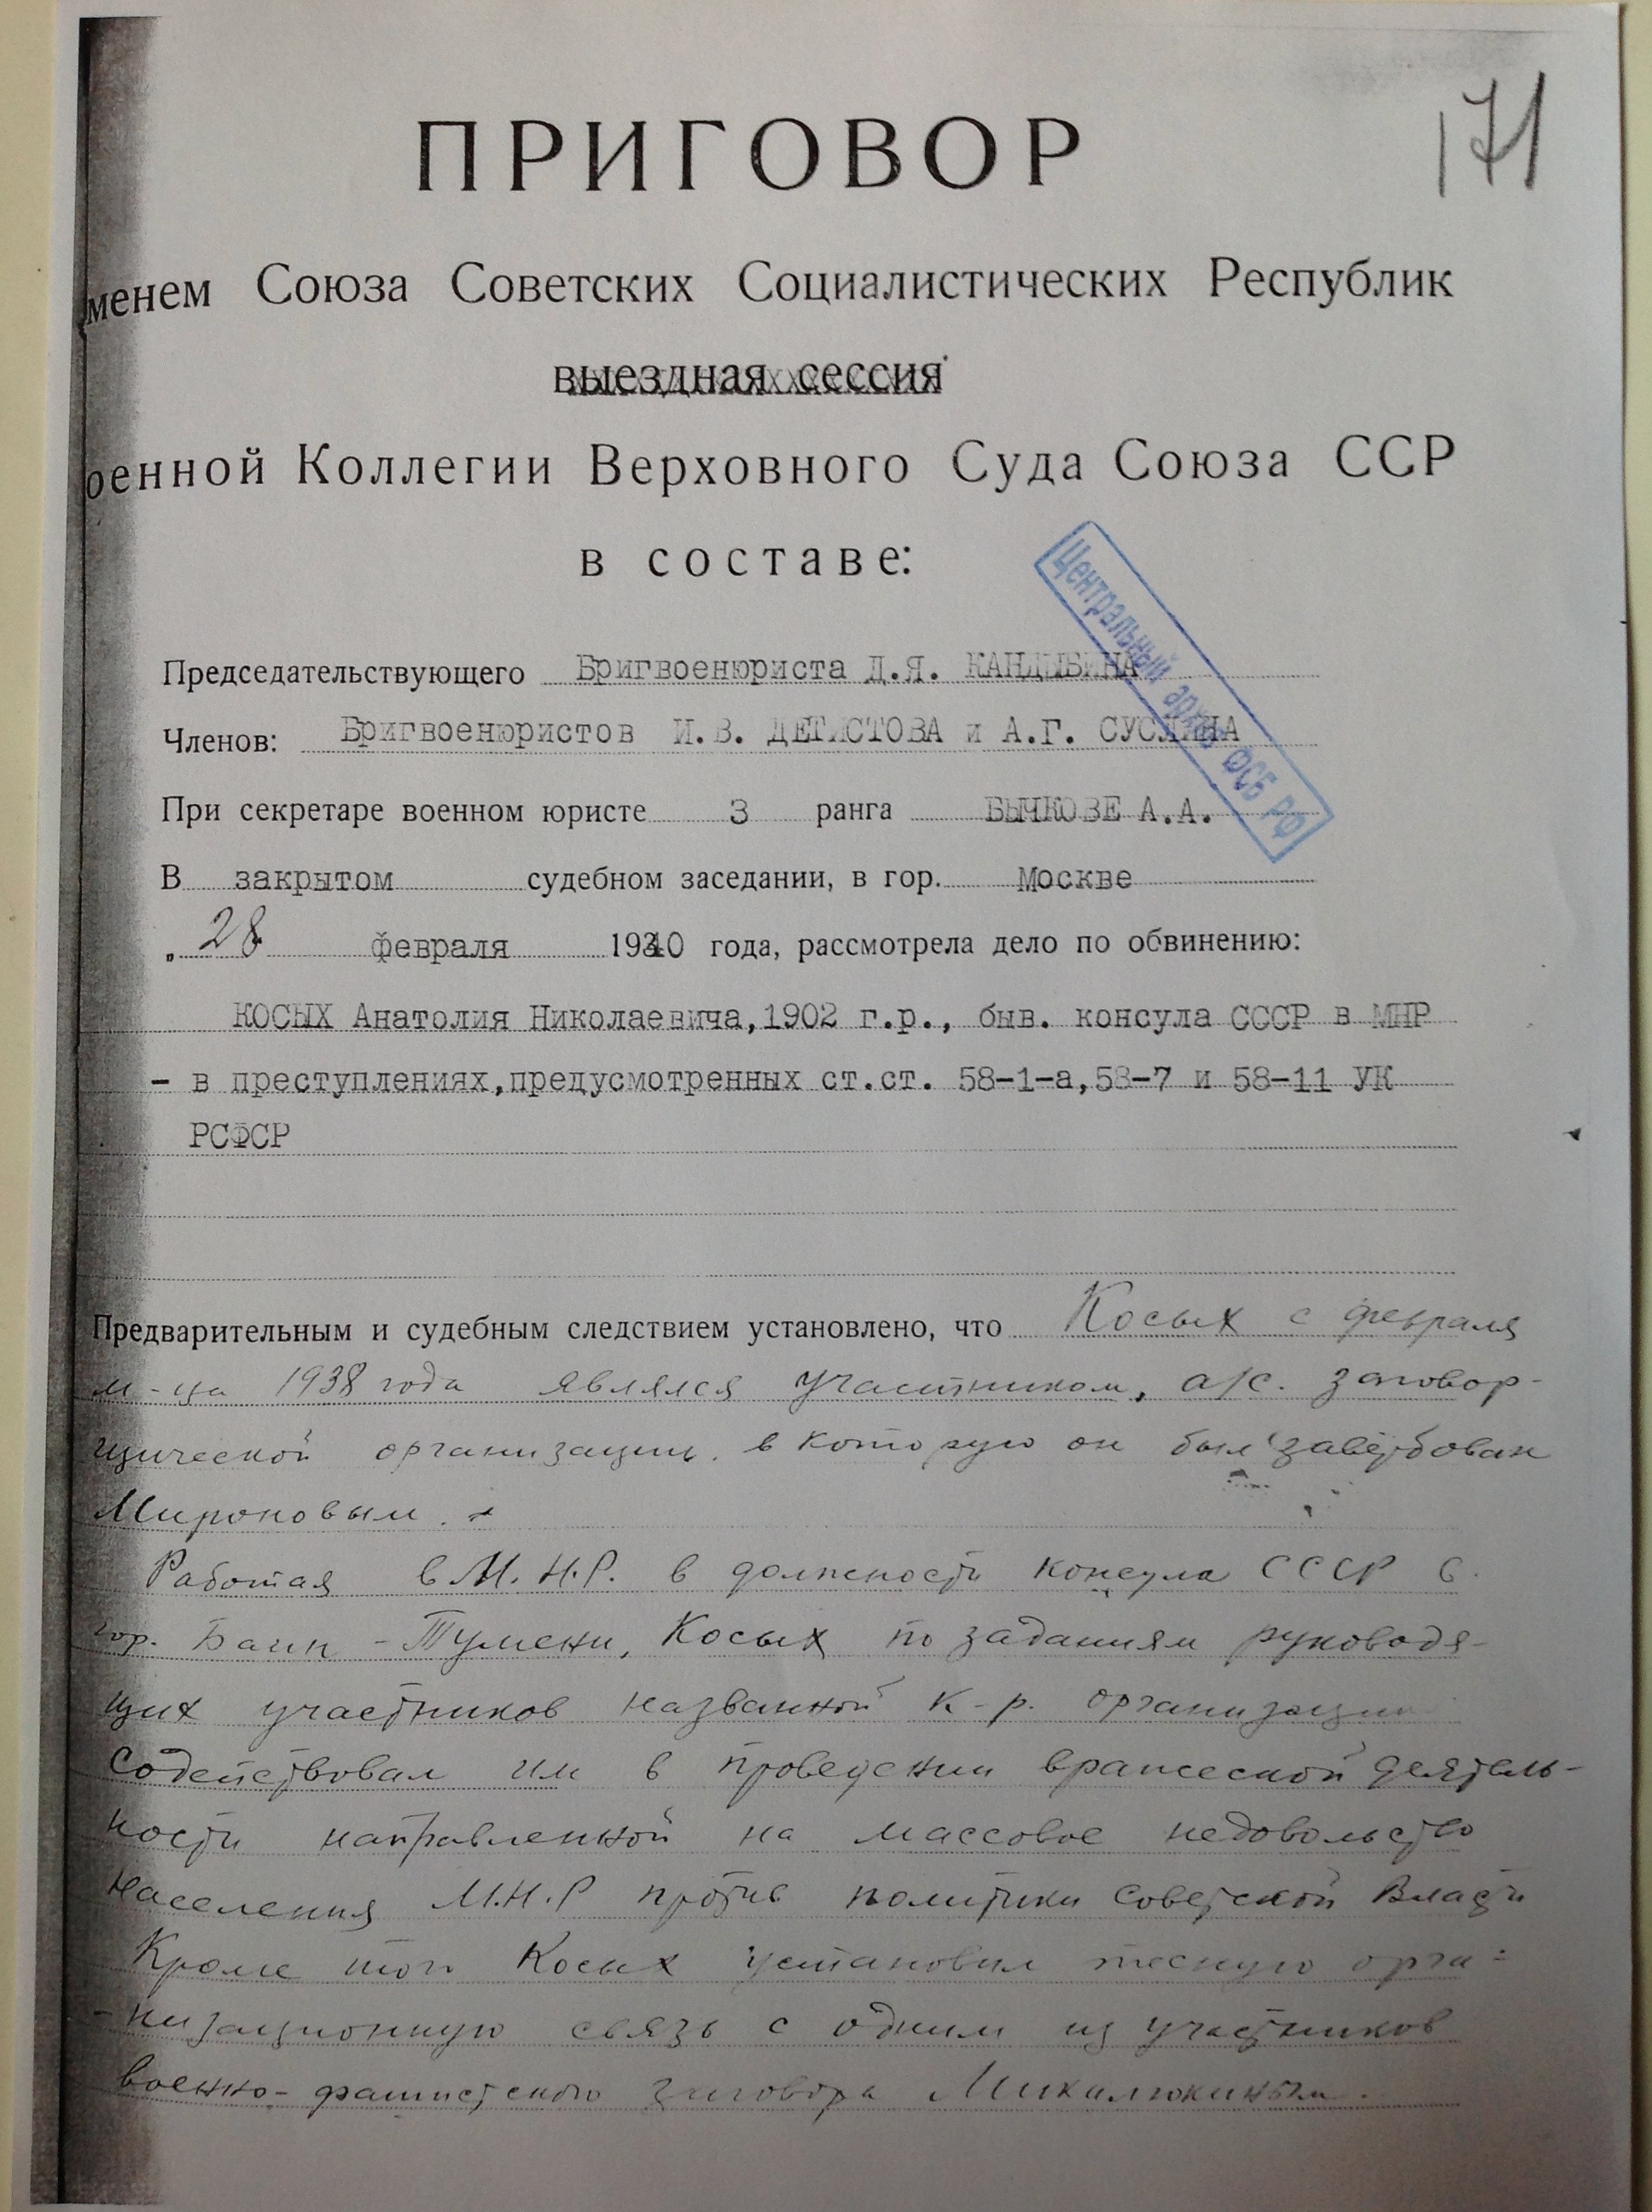 171
ПРИГОВОР
менем Союза Советских Социалистических Республик
выездная сессия
оенной Коллегии Верховного Суда Союза ССР
в составе:
Центральный архив ФСБ РФ
Председательствующего Бригвоенюриста Д.Я. КАНДЫБИНА
Членов: Бригвоенюристов И.В. ДЕТИСТОВА и А.Г. СУСЛИНА
При секретаре военном юристе 3 ранга БЫЧКОВЕ А.А.
В закрытом судебном заседании, в гор. Москве
„ 28 февраля 1940 года, рассмотрела дело по обвинению:
КОСЫХ Анатолия Николаевича,1902 г.р., быв. консула СССР в МНР
- в преступлениях,предусмотренных ст.ст. 58-1-а,58-7 и 58-11 УК
РСФСР
Предварительным и судебным следствием установлено, что Косых с февраля
м-ца 1938 года являлся участником, а/с. заговор-
щической организации. в которую он был завербован
Мироновым.
Работая в М.Н.Р. в должности консула СССР в
гор. Баин-Тумени, Косых по заданиям руководя-
щих участников названной к-р. организации
содействовал им в проведении вражеской деятель-
ности направленной на массовое недовольство
населения М.Н.Р против политики Советской Власти
Кроме того Косых установил тесную орга-
-низационную связь с одним из участников
военно-фашистского заговора Михалюкиным.